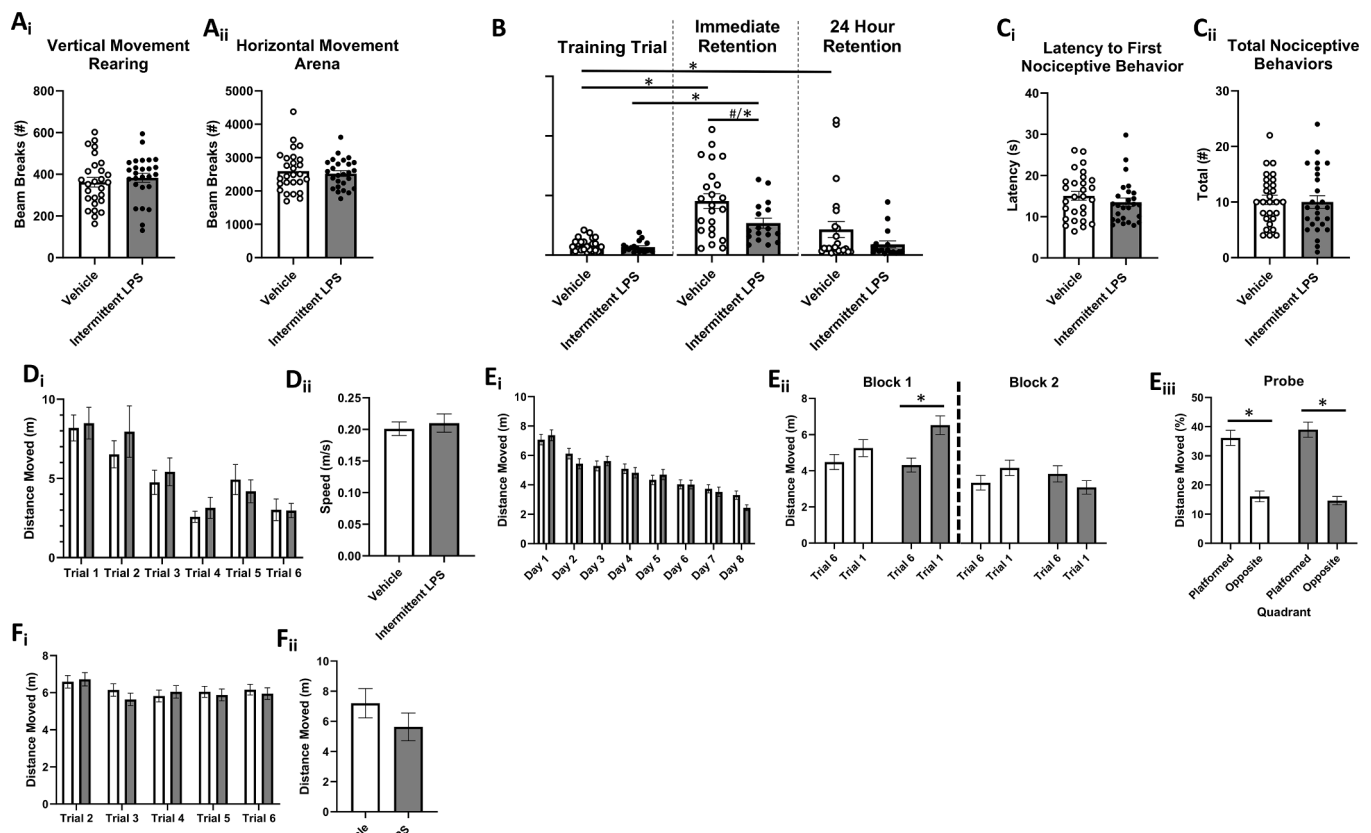 Ai
Vertical Movement
Rearing
Beam Breaks (#)
800
600
400
200
0
Vehicle
Intermittent LPS
Aii
Horizontal Movement
Arena
Beam Breaks (#)
5000
4000
3000
2000
1000
0
Vehicle
Intermittent LPS
B
Training Trial
Immediate
Retention
24 Hour
Retention
*
*
*
#/*
Vehicle
Intermittent LPS
Vehicle
Intermittent LPS
Vehicle
Intermittent LPS
Ci
Latency to First
Nociceptive Behavior
Latency (s)
40
30
20
10
0
Vehicle
Intermittent LPS
Cii
Total Nociceptive
Behaviors
Total (#)
30
20
10
0
Vehicle
Intermittent LPS
Di
Distance Moved (m)
10
5
0
Trial 1 Trial 2 Trial 3 Trial 4 Trial 5 Trial 6
Dii
Speed (m/s)
0.25
0.20
0.15
0.10
0.05
0.00
Vehicle
Intermittent LPS
Ei
Distance Moved (m)
10
8
6
4
2
0
Day 1 Day 2 Day 3 Day 4 Day 5 Day 6 Day 7 Day 8
Eii
Block 1
Block 2
*
Distance Moved (m)
10
8
6
4
2
0
Trial 6 Trial 1 Trial 6 Trial 1 Trial 6 Trial 1 Trial 6 Trial 1
Eiii
Probe
* *
Distance Moved (%)
50
40
30
20
10
0
Platformed Opposite Platformed Opposite
Quadrant
Fi
Distance Moved (m)
8
6
4
2
0
Trial 2 Trial 3 Trial 4 Trial 5 Trial 6
Fii
Distance Moved (m)
10
8
6
4
2
0